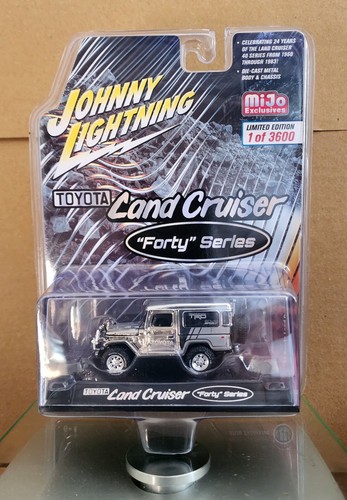 • CELEBRATING 24 YEARS
OF THE LAND CRUISER
40 SERIES FROM 1960
THROUGH 1983!
• DIE-CAST METAL
BODY & CHASSIS
JOHNNY
LIGHTNING
MiJo
Exclusives
LIMITED EDITION
1 of 3600
TOYOTA
Land Cruiser
"Forty" Series
TRD
TOYOTA
TOYOTA Land Cruiser "Forty" Series